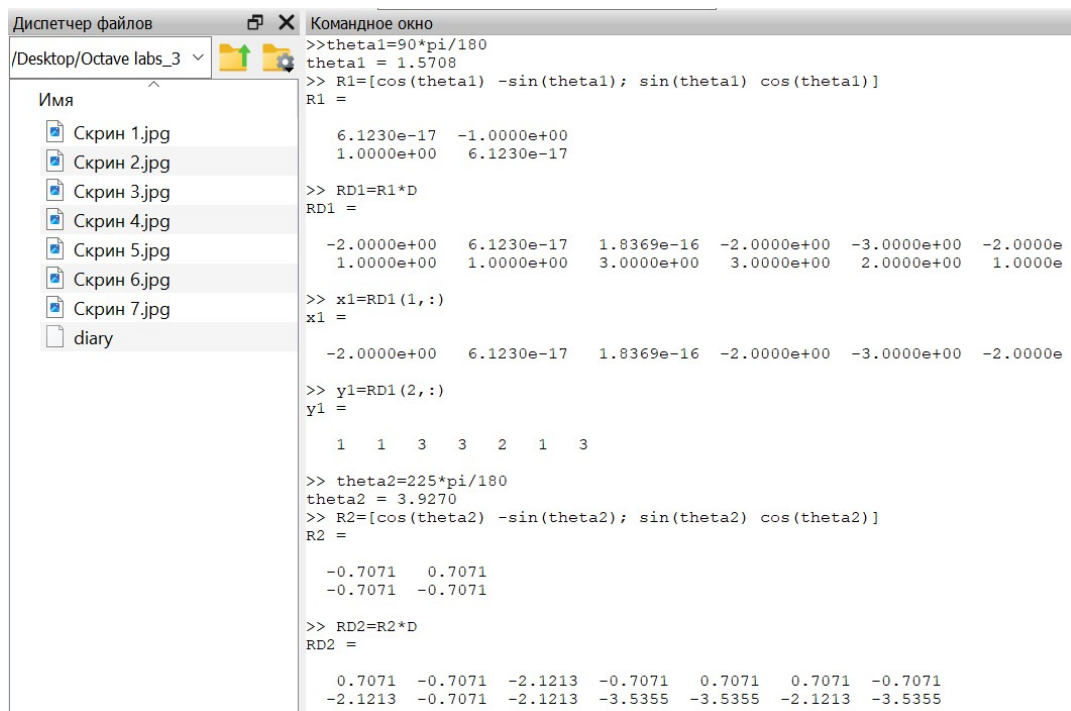 Диспетчер файлов
/Desktop/Octave labs_3
Имя
Скрин 1.jpg
Скрин 2.jpg
Скрин 3.jpg
Скрин 4.jpg
Скрин 5.jpg
Скрин 6.jpg
Скрин 7.jpg
diary
Командное окно
>>theta1=90*pi/180
theta1 = 1.5708
>> R1=[cos(theta1) -sin(theta1); sin(theta1) cos(theta1)]
R1 =
6.1230e-17 -1.0000e+00
1.0000e+00 6.1230e-17
>> RD1=R1*D
RD1 =
-2.0000e+00 6.1230e-17 1.8369e-16 -2.0000e+00 -3.0000e+00 -2.0000e
1.0000e+00 1.0000e+00 3.0000e+00 3.0000e+00 2.0000e+00 1.0000e
>> x1=RD1(1,:)
x1 =
-2.0000e+00 6.1230e-17 1.8369e-16 -2.0000e+00 -3.0000e+00 -2.0000e
>> y1=RD1(2,:)
y1 =
1 1 3 3 2 1 3
>> theta2=225*pi/180
theta2 = 3.9270
>> R2=[cos(theta2) -sin(theta2); sin(theta2) cos(theta2)]
R2 =
-0.7071 0.7071
-0.7071 -0.7071
>> RD2=R2*D
RD2 =
0.7071 -0.7071 -2.1213 -0.7071 0.7071 0.7071 -0.7071
-2.1213 -0.7071 -2.1213 -3.5355 -3.5355 -2.1213 -3.5355